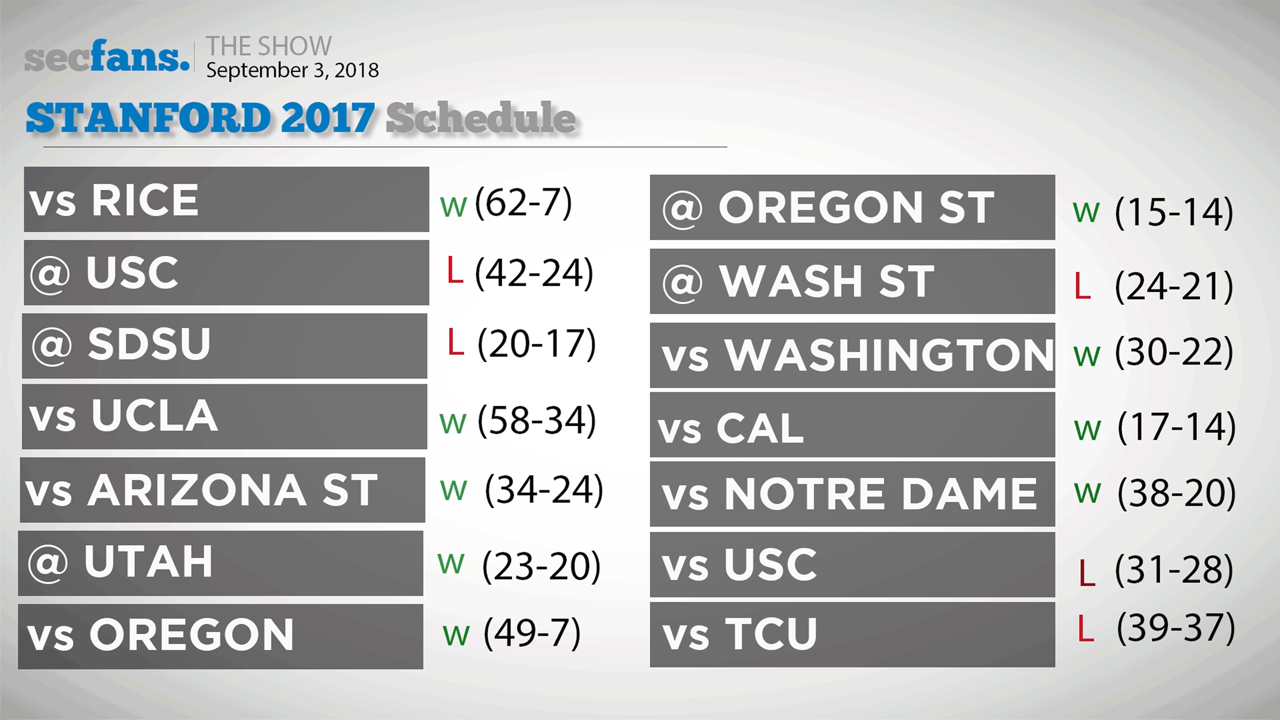 secfans. THE SHOW
September 3, 2018
STANFORD 2017 Schedule
vs RICE W (62-7)
@ USC L (42-24)
@ SDSU L (20-17)
vs UCLA W (58-34)
vs ARIZONA ST W (34-24)
@ UTAH W (23-20)
vs OREGON W (49-7)
@ OREGON ST W (15-14)
@ WASH ST L (24-21)
vs WASHINGTON W (30-22)
vs CAL W (17-14)
vs NOTRE DAME W (38-20)
vs USC L (31-28)
vs TCU L (39-37)